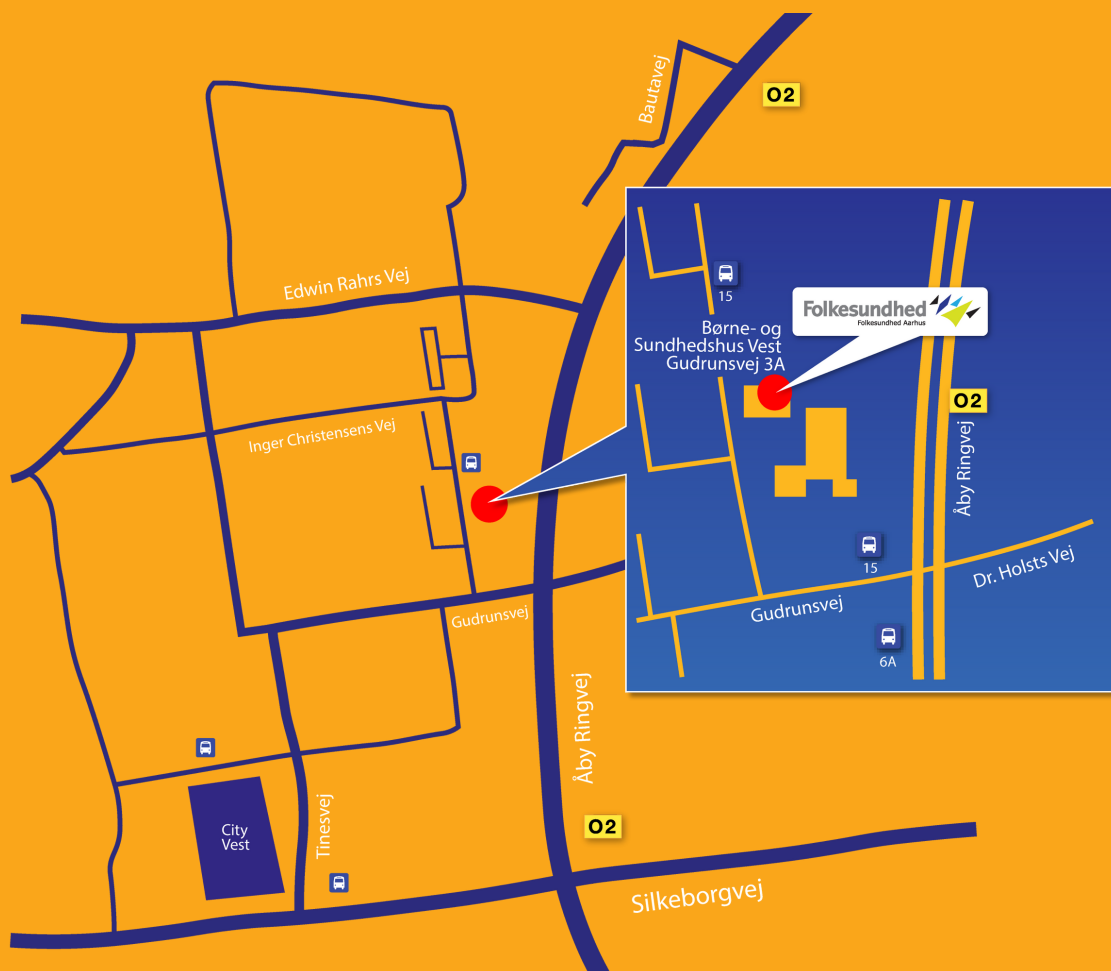 Bautavej
O2
Edwin Rahrs Vej
15
Folkesundhed
Folkesundhed Aarhus
Børne- og
Sundhedshus Vest
Gudrunsvej 3A
O2
Åby Ringvej
Inger Christensens Vej
15
Dr. Holsts Vej
Gudrunsvej
Gudrunsvej
6A
Åby Ringvej
City
Vest
Tinesvej
O2
Silkeborgvej